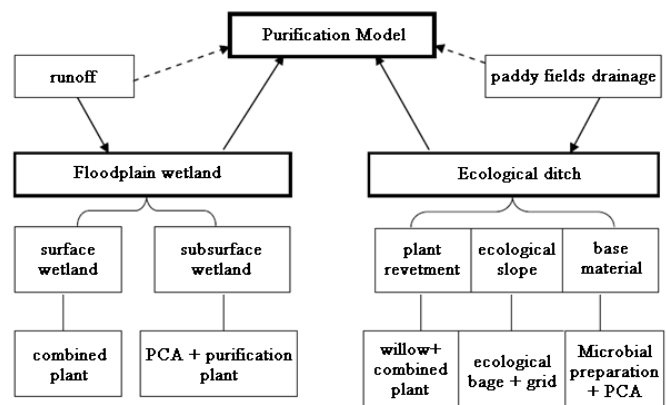 Purification Model
runoff
paddy fields drainage
Floodplain wetland
Ecological ditch
surface
wetland
subsurface
wetland
plant
revetment
ecological
slope
base
material
combined
plant
PCA + purification
plant
willow+
combined
plant
ecological
bage + grid
Microbial
preparation
+ PCA